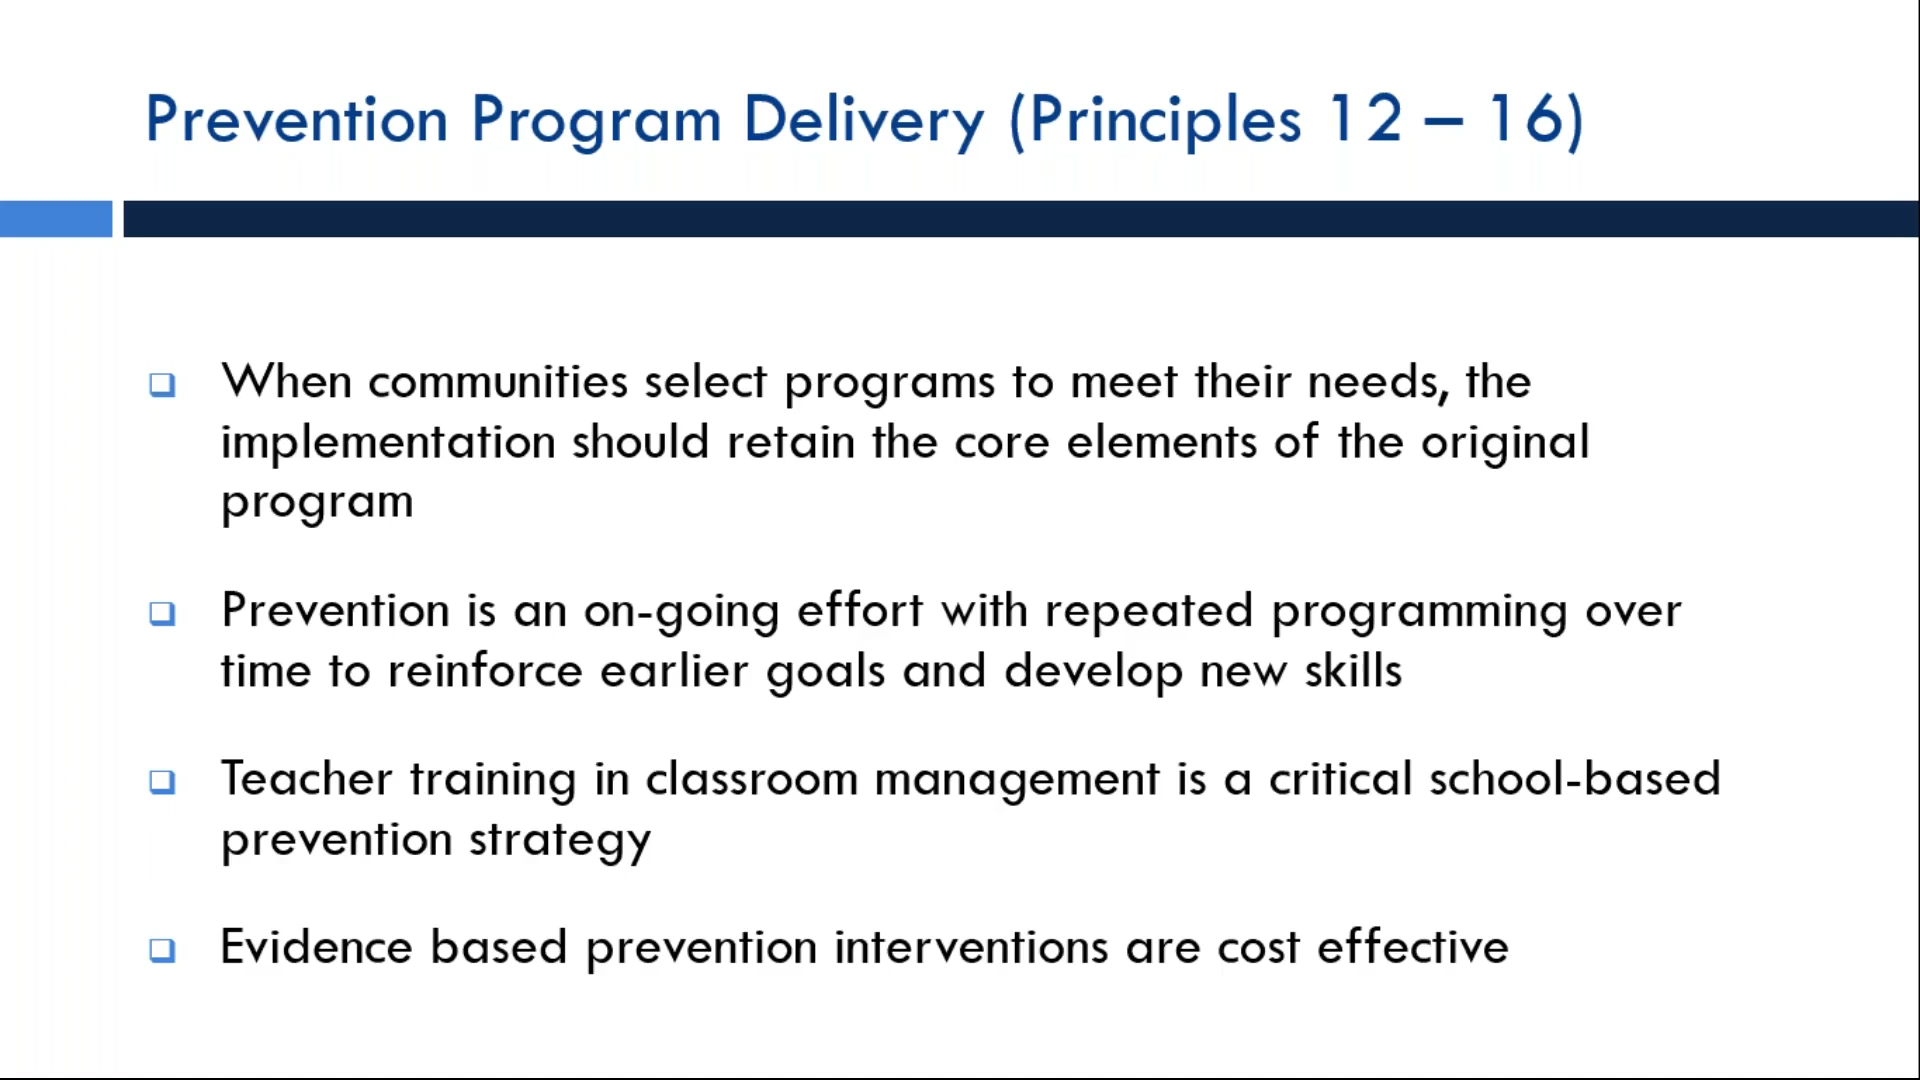 Prevention Program Delivery (Principles 12 – 16)
When communities select programs to meet their needs, the
implementation should retain the core elements of the original
program
Prevention is an on-going effort with repeated programming over
time to reinforce earlier goals and develop new skills
Teacher training in classroom management is a critical school-based
prevention strategy
Evidence based prevention interventions are cost effective